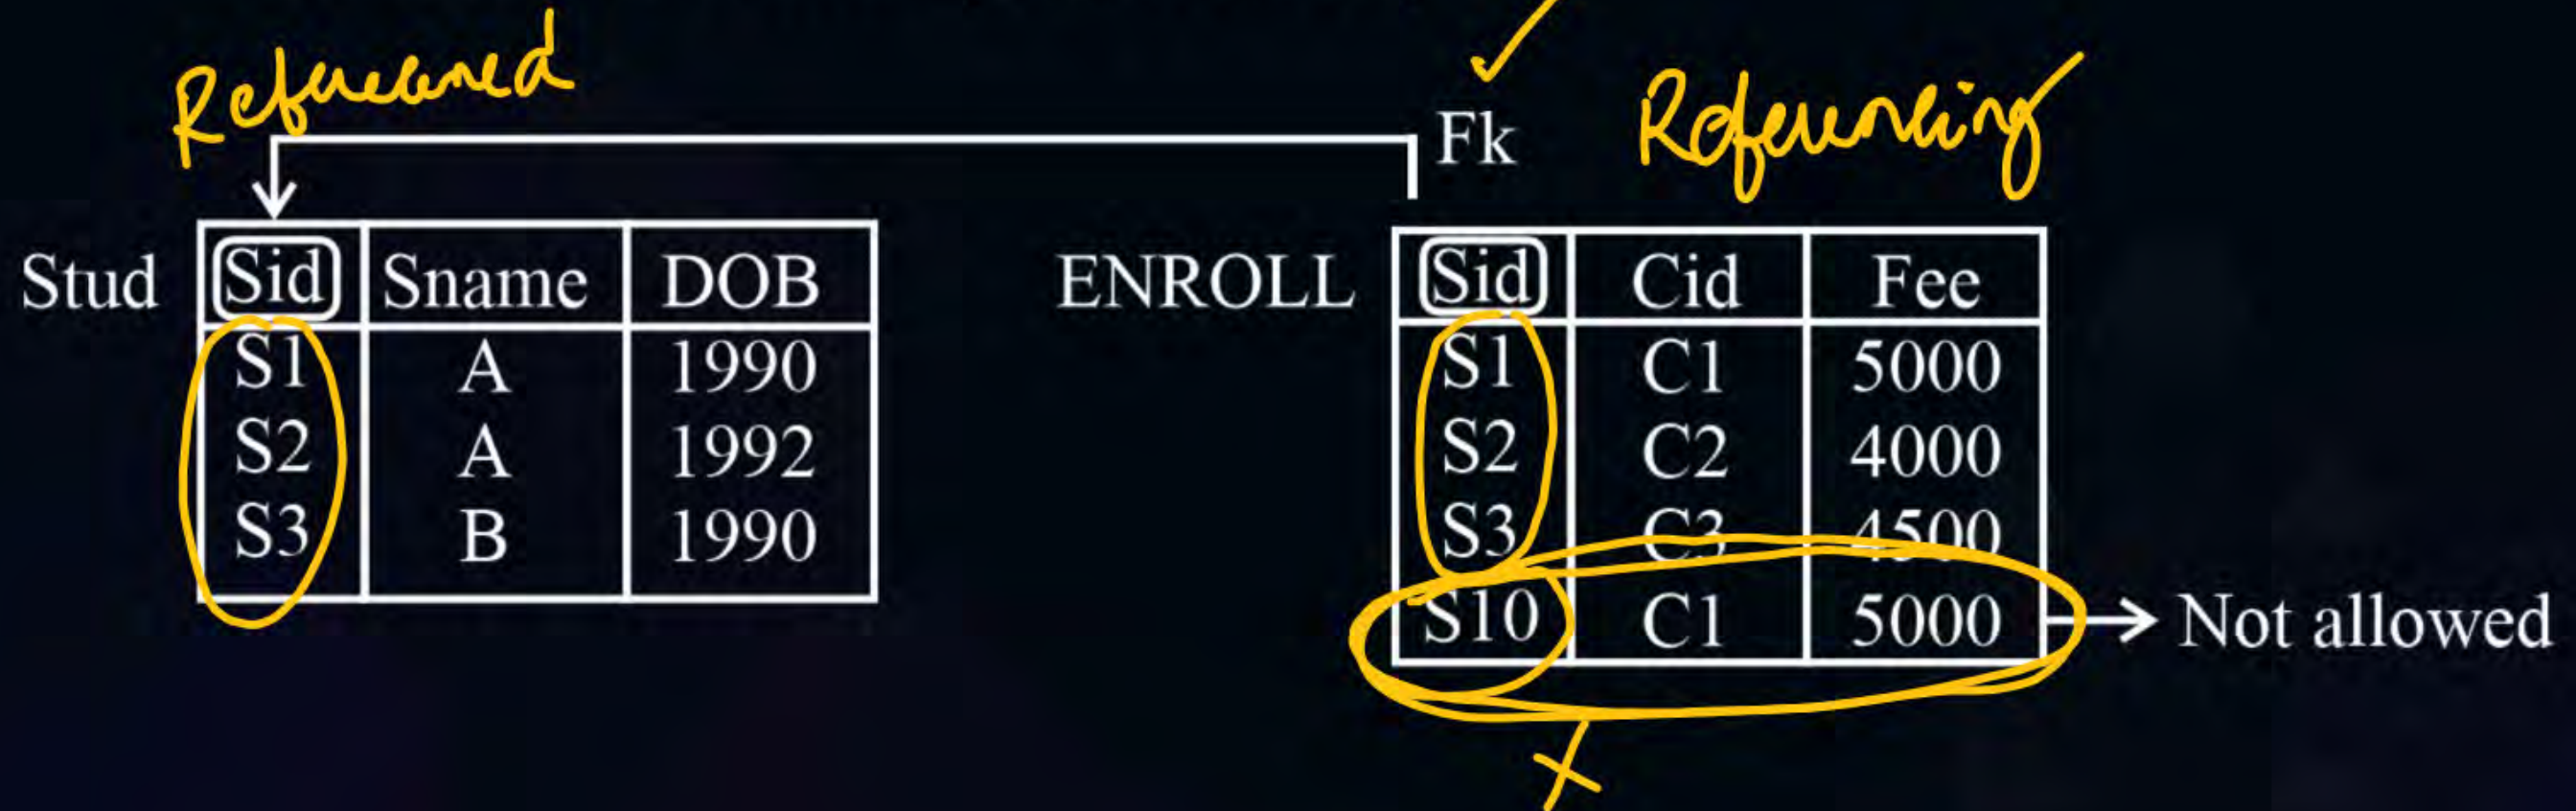 Referenced
Fk Referencing
Stud Sid Sname DOB
S1 A 1990
S2 A 1992
S3 B 1990
ENROLL Sid Cid Fee
S1 C1 5000
S2 C2 4000
S3 C3 4500
S10 C1 5000 Not allowed